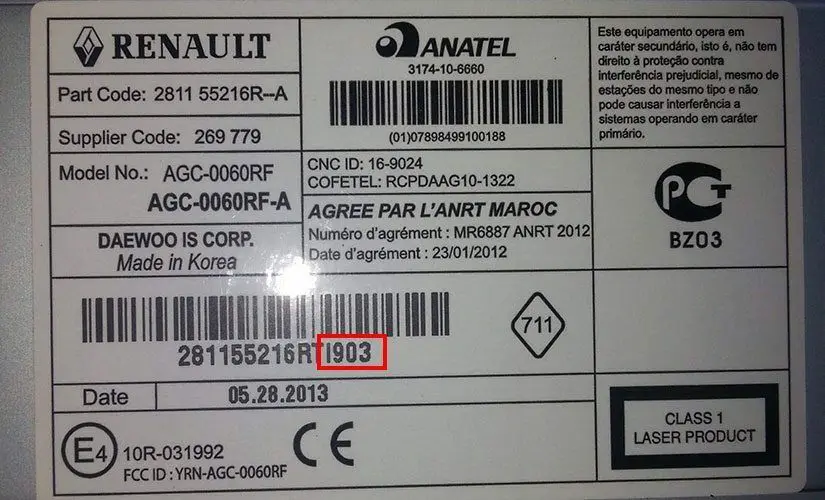 RENAULT
Part Code: 2811 55216R--A
Supplier Code: 269 779
Model No.: AGC-0060RF
AGC-0060RF-A
DAEWOO IS CORP.
Made in Korea
ANATEL
3174-10-6660
(01)07898499100188
CNC ID: 16-9024
COFETEL: RCPDAAG10-1322
AGREE PAR L'ANRT MAROC
Numéro d'agrément : MR6887 ANRT 2012
Date d'agrément : 23/01/2012
Este equipamento opera em
caráter secundário, isto é, não tem
direito à proteção contra
interferência prejudicial, mesmo de
estações do mesmo tipo e não
pode causar interferência a
sistemas operando em caráter
primário.
PCT
BZ03
281155216RTI903
711
Date
05.28.2013
E4
10R-031992
FCC ID : YRN-AGC-0060RF
CE
CLASS 1
LASER PRODUCT